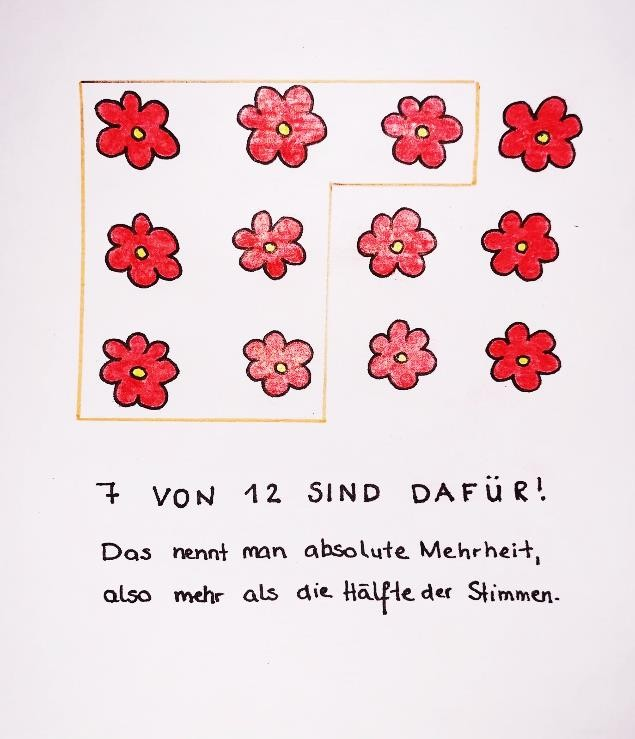 7 VON 12 SIND DAFÜR!
Das nennt man absolute Mehrheit,
also mehr als die Hälfte der Stimmen.